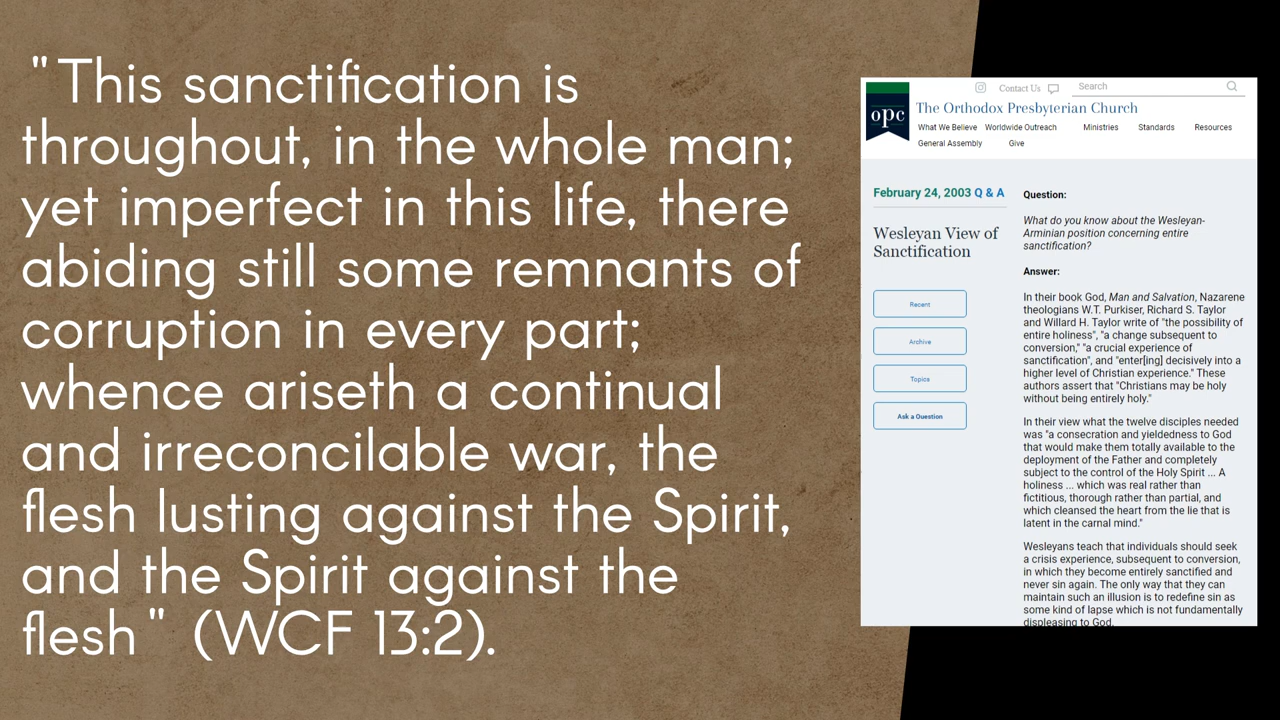 "This sanctification is
throughout, in the whole man;
yet imperfect in this life, there
abiding still some remnants of
corruption in every part;
whence ariseth a continual
and irreconcilable war, the
flesh lusting against the Spirit,
and the Spirit against the
flesh" (WCF 13:2).
Contact Us
Search
opc
The Orthodox Presbyterian Church
What We Believe Worldwide Outreach Ministries Standards Resources
General Assembly Give
February 24, 2003 Q & A
Wesleyan View of
Sanctification
Recent
Archive
Topics
Ask a Question
Question:
What do you know about the Wesleyan-
Arminian position concerning entire
sanctification?
Answer:
In their book God, Man and Salvation, Nazarene
theologians W.T. Purkiser, Richard S. Taylor
and Willard H. Taylor write of "the possibility of
entire holiness", "a change subsequent to
conversion," "a crucial experience of
sanctification", and "enter[ing] decisively into a
higher level of Christian experience." These
authors assert that "Christians may be holy
without being entirely holy."
In their view what the twelve disciples needed
was "a consecration and yieldedness to God
that would make them totally available to the
deployment of the Father and completely
subject to the control of the Holy Spirit ... A
holiness ... which was real rather than
fictitious, thorough rather than partial, and
which cleansed the heart from the lie that is
latent in the carnal mind."
Wesleyans teach that individuals should seek
a crisis experience, subsequent to conversion,
in which they become entirely sanctified and
never sin again. The only way that they can
maintain such an illusion is to redefine sin as
some kind of lapse which is not fundamentally
displeasing to God.